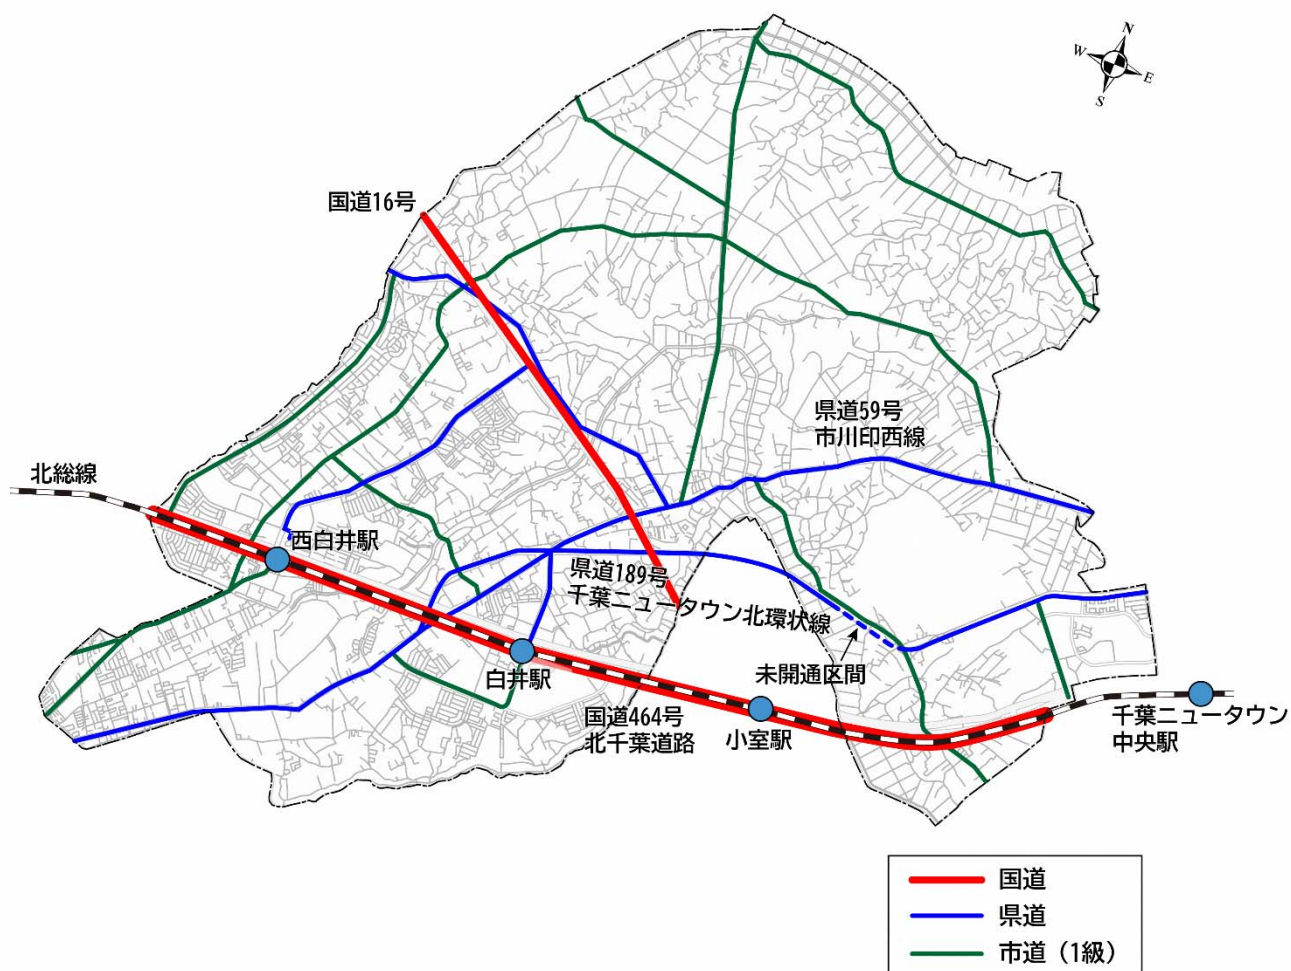 N
W
E
S
国道16号
県道59号
市川印西線
北総線
西白井駅
県道189号
千葉ニュータウン北環状線
未開通区間
白井駅
国道464号
北千葉道路
小室駅
千葉ニュータウン
中央駅
国道
県道
市道（1級）